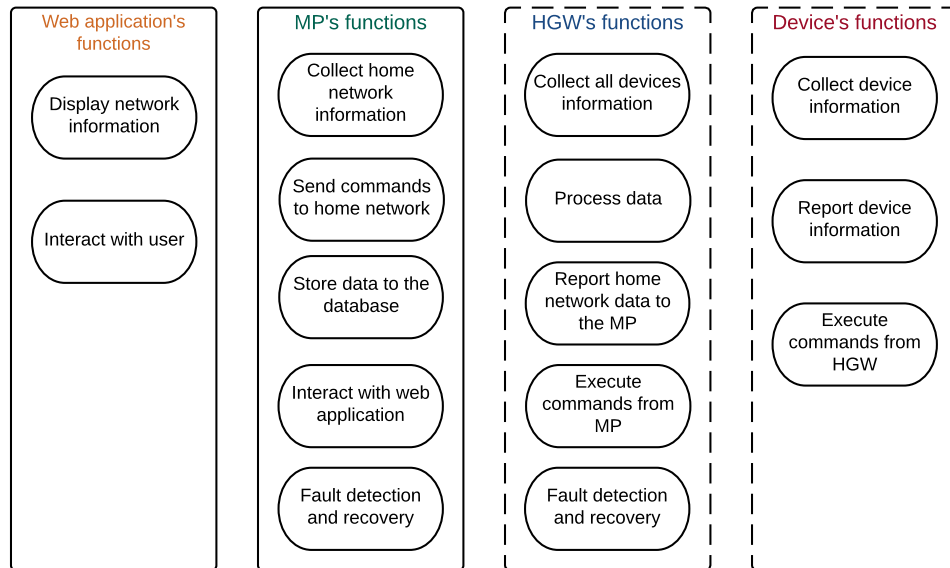 Web application's
functions
Display network
information
Interact with user
MP's functions
Collect home
network
information
Send commands
to home network
Store data to the
database
Interact with web
application
Fault detection
and recovery
HGW's functions
Collect all devices
information
Process data
Report home
network data to
the MP
Execute
commands from
MP
Fault detection
and recovery
Device's functions
Collect device
information
Report device
information
Execute
commands from
HGW